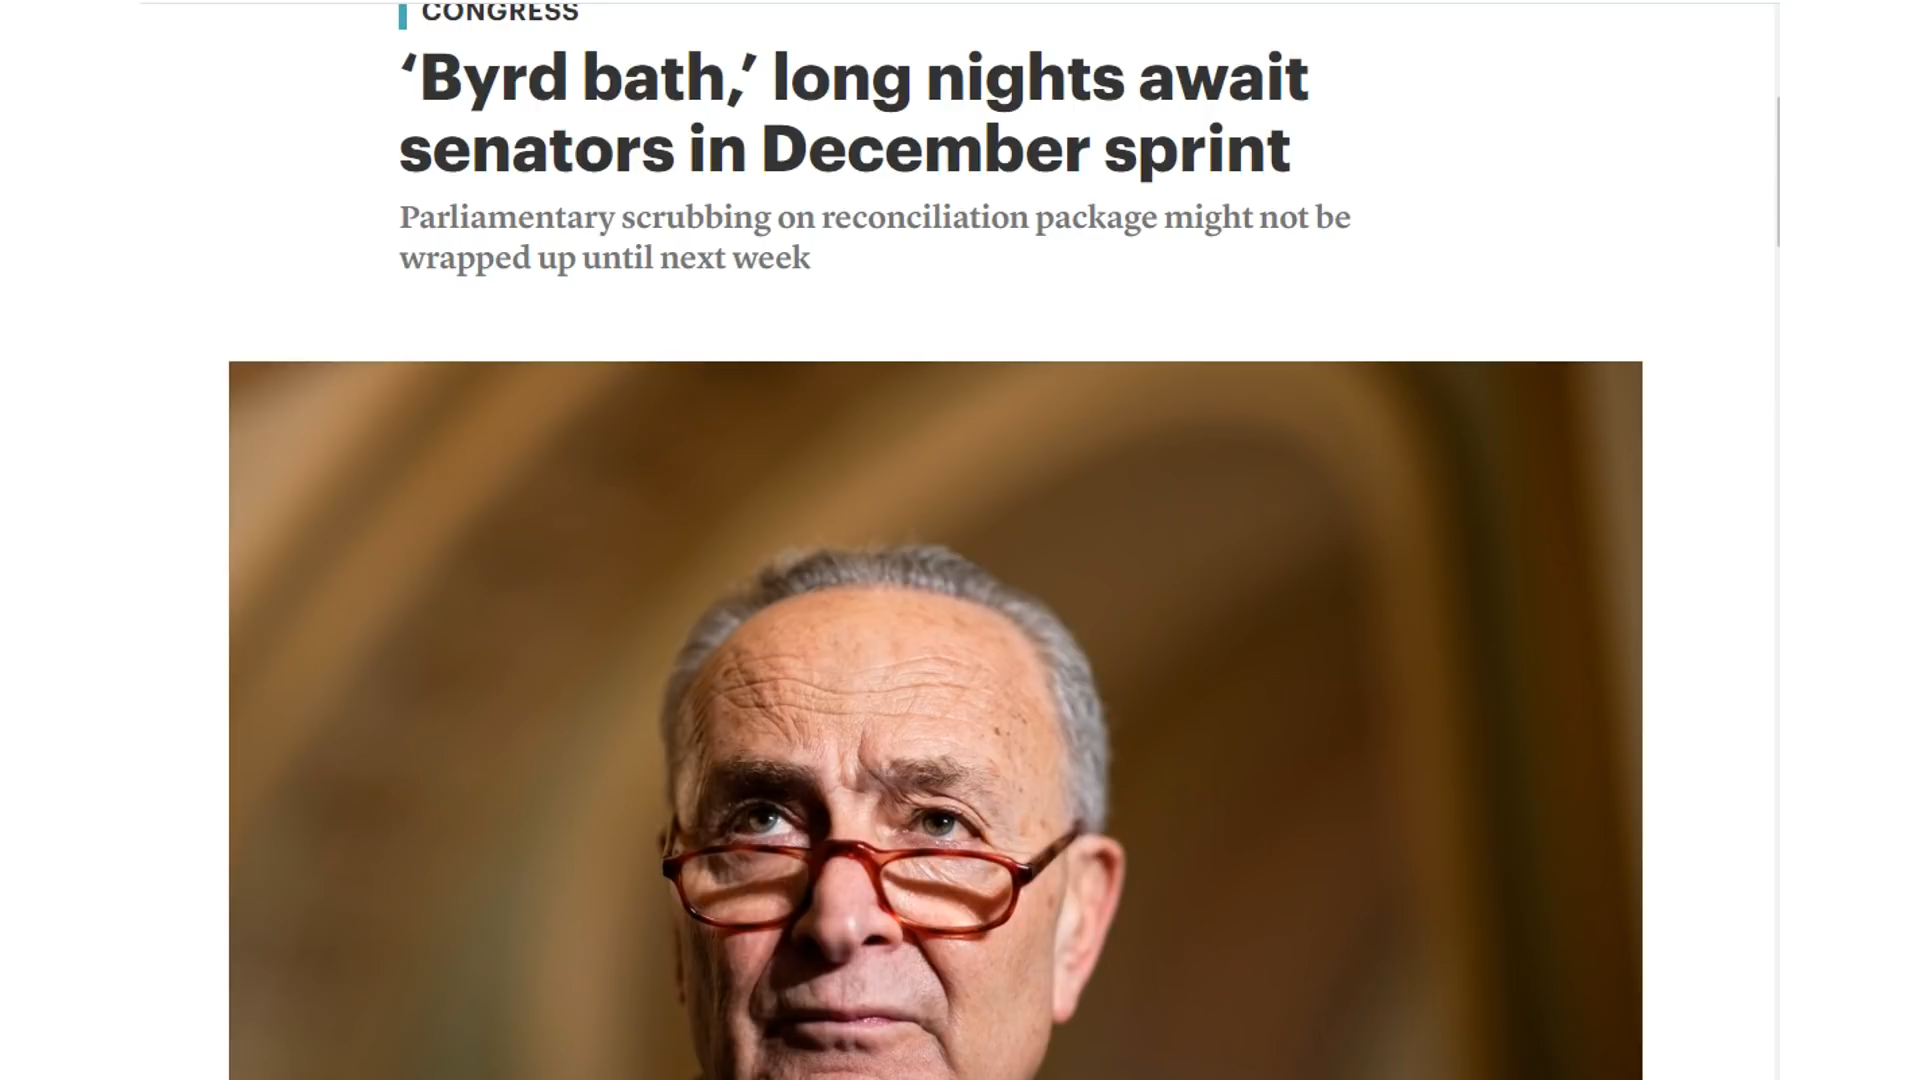 CONGRESS
‘Byrd bath,’ long nights await
senators in December sprint
Parliamentary scrubbing on reconciliation package might not be
wrapped up until next week